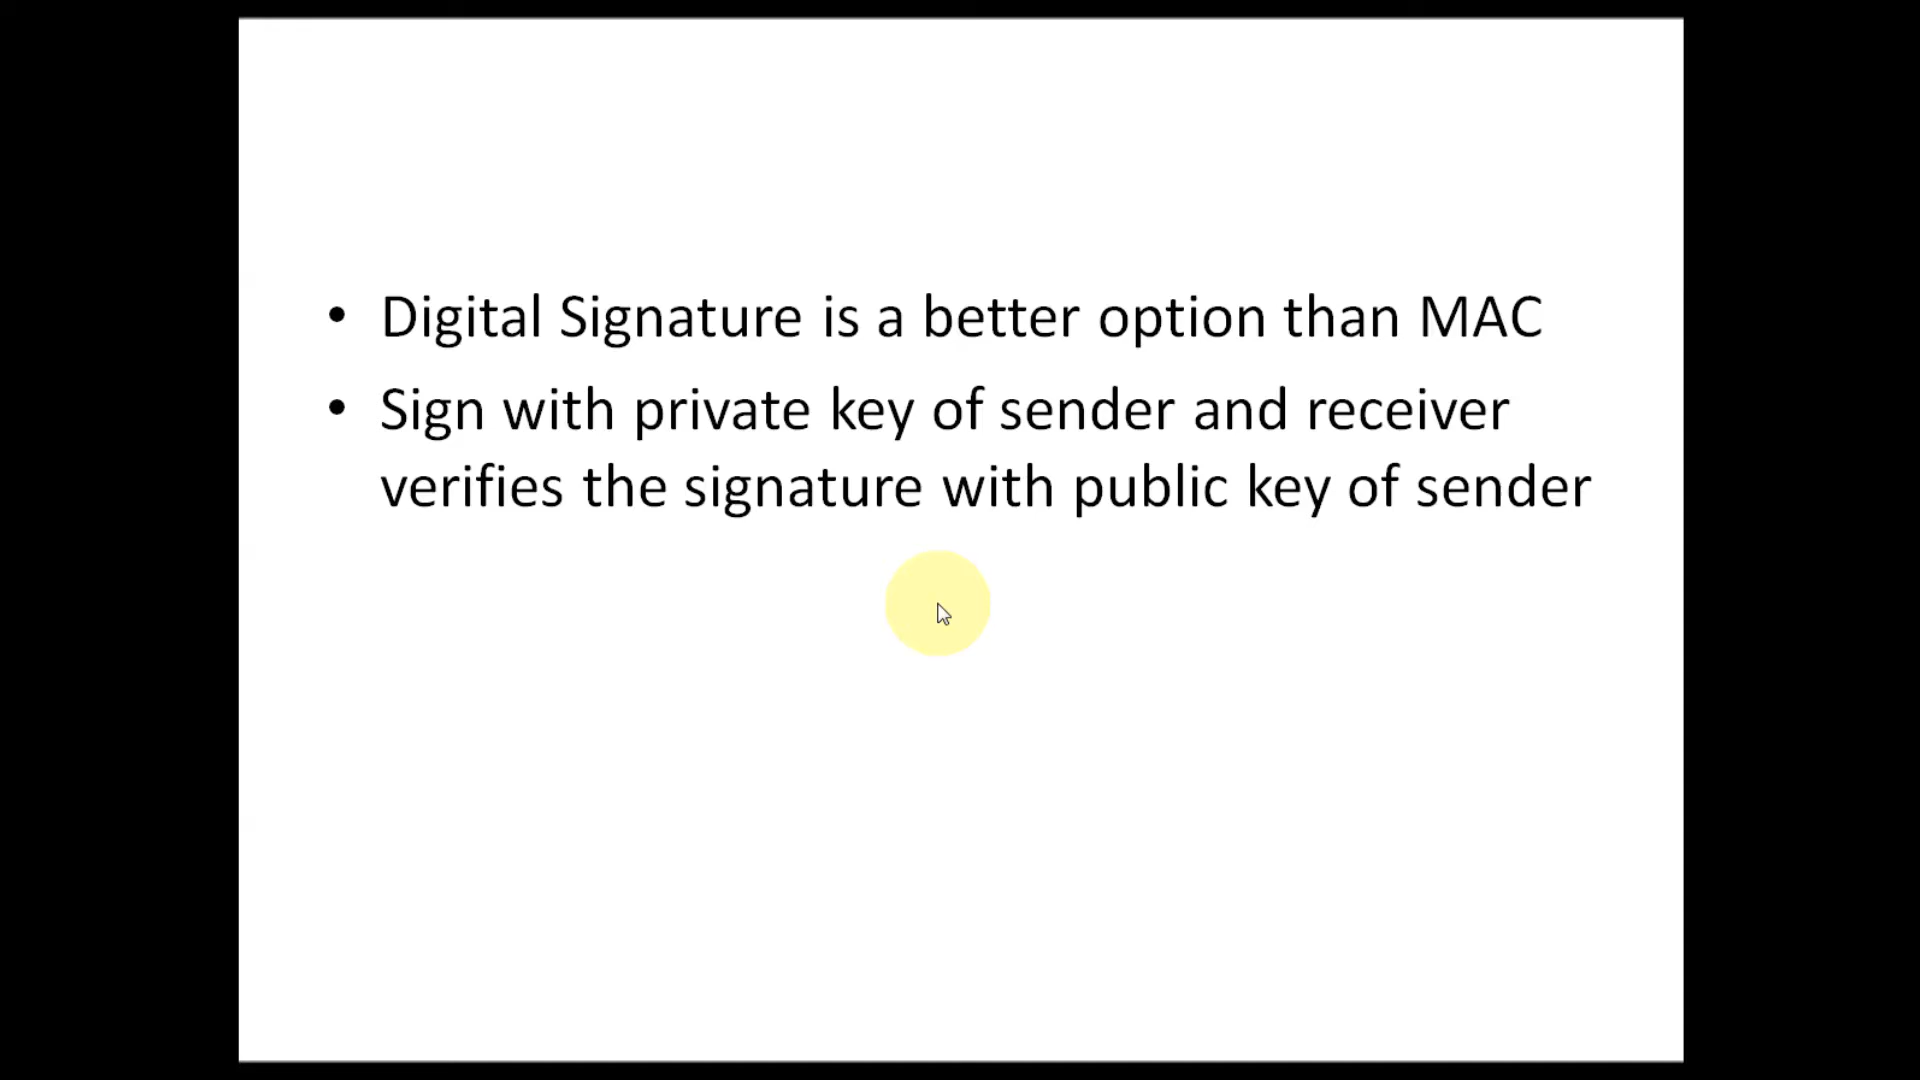 • Digital Signature is a better option than MAC
• Sign with private key of sender and receiver
verifies the signature with public key of sender